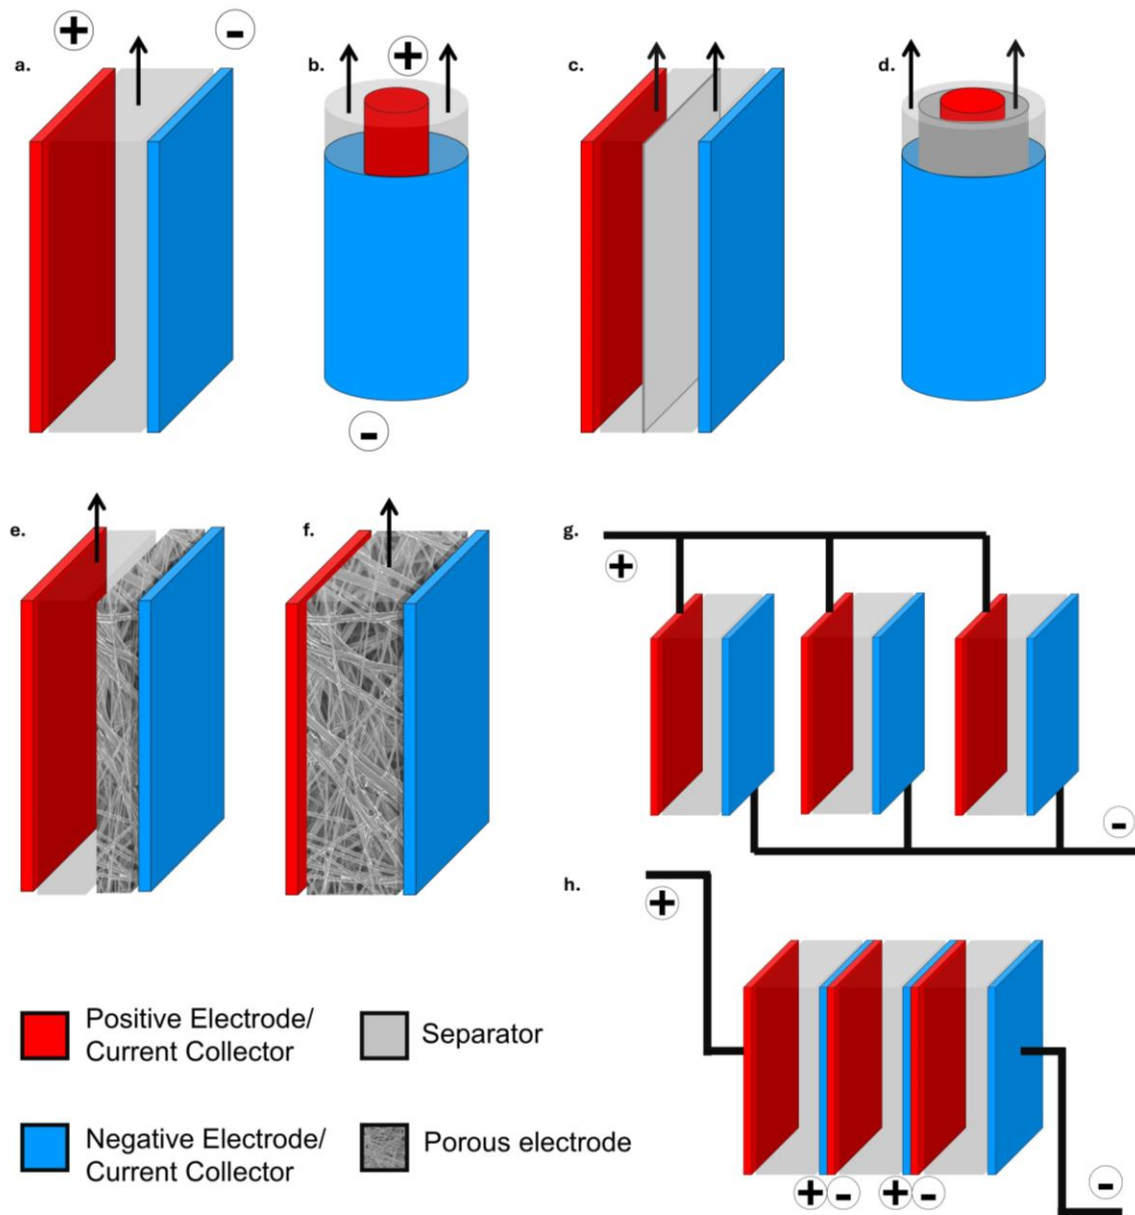 +
-
a.
b.
+
c.
d.
-
e.
f.
g.
+
-
h.
+
+ - + -
-
Positive Electrode/
Current Collector
Separator
Negative Electrode/
Current Collector
Porous electrode